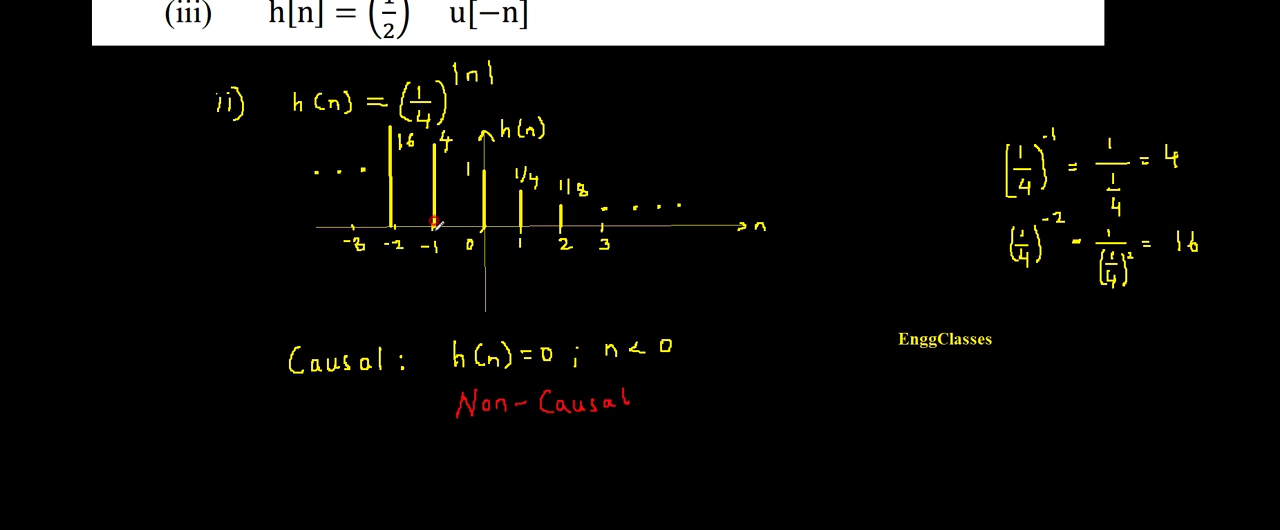 (iii) h[n] = (1/2) u[−n]
ii) h(n) = (1/4)^|n|
h(n)
16 4 1 1/4 1/8
-3 -2 -1 0 1 2 3 n
Causal : h(n)=0 ; n < 0
Non-Causal
[1/4]^-1 = 1/(1/4) = 4
(1/4)^-2 = 1/(1/4)^2 = 16
EnggClasses